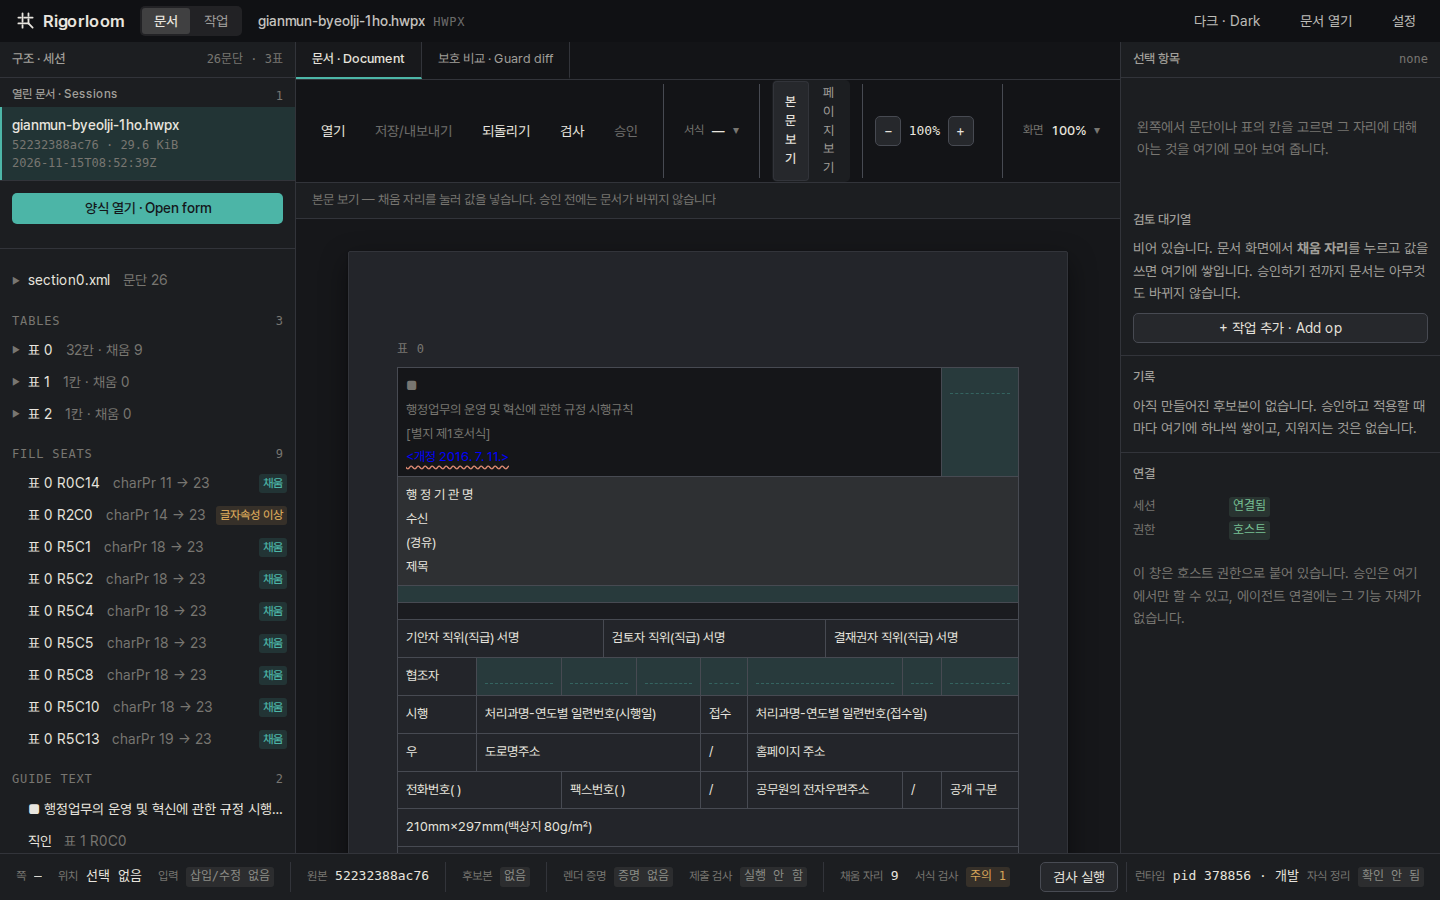 Rigorloom 문서 작업 gianmun-byeolji-1ho.hwpx HWPX 다크 · Dark 문서 열기 설정
구조 · 세션 26문단 · 3표
열린 문서 · Sessions 1
gianmun-byeolji-1ho.hwpx
52232388ac76 · 29.6 KiB
2026-11-15T08:52:39Z
양식 열기 · Open form
▶ section0.xml 문단 26
TABLES 3
▶ 표 0 32칸 · 채움 9
▶ 표 1 1칸 · 채움 0
▶ 표 2 1칸 · 채움 0
FILL SEATS 9
표 0 R0C14 charPr 11 → 23 채움
표 0 R2C0 charPr 14 → 23 글자속성 이상
표 0 R5C1 charPr 18 → 23 채움
표 0 R5C2 charPr 18 → 23 채움
표 0 R5C4 charPr 18 → 23 채움
표 0 R5C5 charPr 18 → 23 채움
표 0 R5C8 charPr 18 → 23 채움
표 0 R5C10 charPr 18 → 23 채움
표 0 R5C13 charPr 19 → 23 채움
GUIDE TEXT 2
■ 행정업무의 운영 및 혁신에 관한 규정 시행…
직인 표 1 R0C0
문서 · Document 보호 비교 · Guard diff
열기 저장/내보내기 되돌리기 검사 승인 서식 — ▾ 본문 보기 페이지 보기 − 100% + 화면 100% ▾
본문 보기 — 채움 자리를 눌러 값을 넣습니다. 승인 전에는 문서가 바뀌지 않습니다
표 0
■
행정업무의 운영 및 혁신에 관한 규정 시행규칙
[별지 제1호서식]
<개정 2016. 7. 11.>
행 정 기 관 명
수신
(경유)
제목
기안자 직위(직급) 서명 검토자 직위(직급) 서명 결재권자 직위(직급) 서명
협조자
시행 처리과명-연도별 일련번호(시행일) 접수 처리과명-연도별 일련번호(접수일)
우 도로명주소 / 홈페이지 주소
전화번호( ) 팩스번호( ) / 공무원의 전자우편주소 / 공개 구분
210mm×297mm(백상지 80g/m²)
선택 항목 none
왼쪽에서 문단이나 표의 칸을 고르면 그 자리에 대해
아는 것을 여기에 모아 보여 줍니다.
검토 대기열
비어 있습니다. 문서 화면에서 채움 자리를 누르고 값을
쓰면 여기에 쌓입니다. 승인하기 전까지 문서는 아무것
도 바뀌지 않습니다.
+ 작업 추가 · Add op
기록
아직 만들어진 후보본이 없습니다. 승인하고 적용할 때
마다 여기에 하나씩 쌓이고, 지워지는 것은 없습니다.
연결
세션 연결됨
권한 호스트
이 창은 호스트 권한으로 붙어 있습니다. 승인은 여기
에서만 할 수 있고, 에이전트 연결에는 그 기능 자체가
없습니다.
쪽 — 위치 선택 없음 입력 삽입/수정 없음 원본 52232388ac76 후보본 없음 렌더 증명 증명 없음 제출 검사 실행 안 함 채움 자리 9 서식 검사 주의 1 검사 실행 런타임 pid 378856 · 개발 자식 정리 확인 안 됨